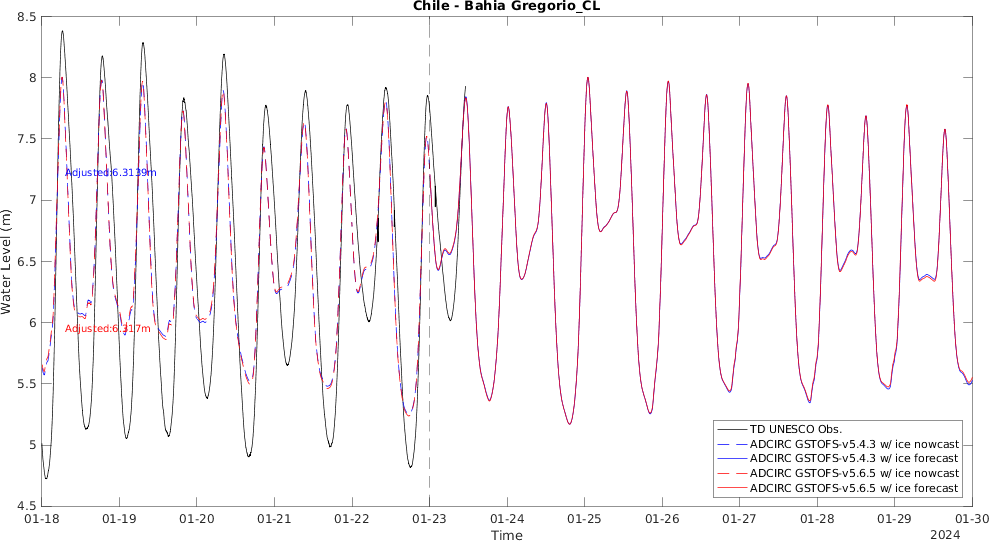 Chile - Bahia Gregorio_CL
8.5
8
7.5
7
6.5
6
5.5
5
4.5
Water Level (m)
Adjusted:6.3139m
Adjusted:6.317m
TD UNESCO Obs.
ADCIRC GSTOFS-v5.4.3 w/ ice nowcast
ADCIRC GSTOFS-v5.4.3 w/ ice forecast
ADCIRC GSTOFS-v5.6.5 w/ ice nowcast
ADCIRC GSTOFS-v5.6.5 w/ ice forecast
01-18 01-19 01-20 01-21 01-22 01-23 01-24 01-25 01-26 01-27 01-28 01-29 01-30
Time
2024